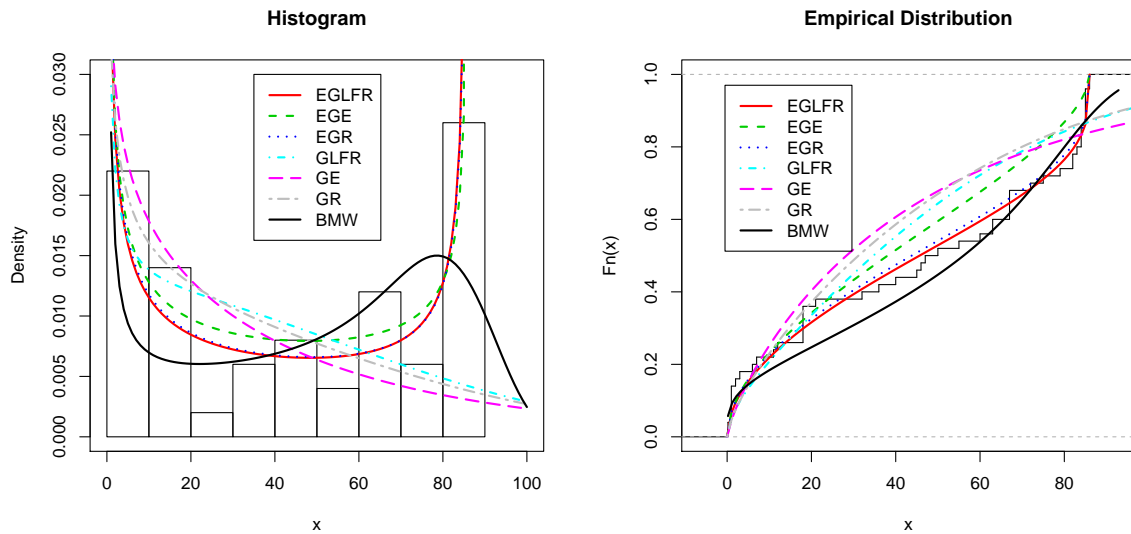 Histogram
Density
0.000
0.005
0.010
0.015
0.020
0.025
0.030
0
20
40
60
80
100
x
EGLFR
EGE
EGR
GLFR
GE
GR
BMW
Empirical Distribution
Fn(x)
0.0
0.2
0.4
0.6
0.8
1.0
0
20
40
60
80
x
EGLFR
EGE
EGR
GLFR
GE
GR
BMW